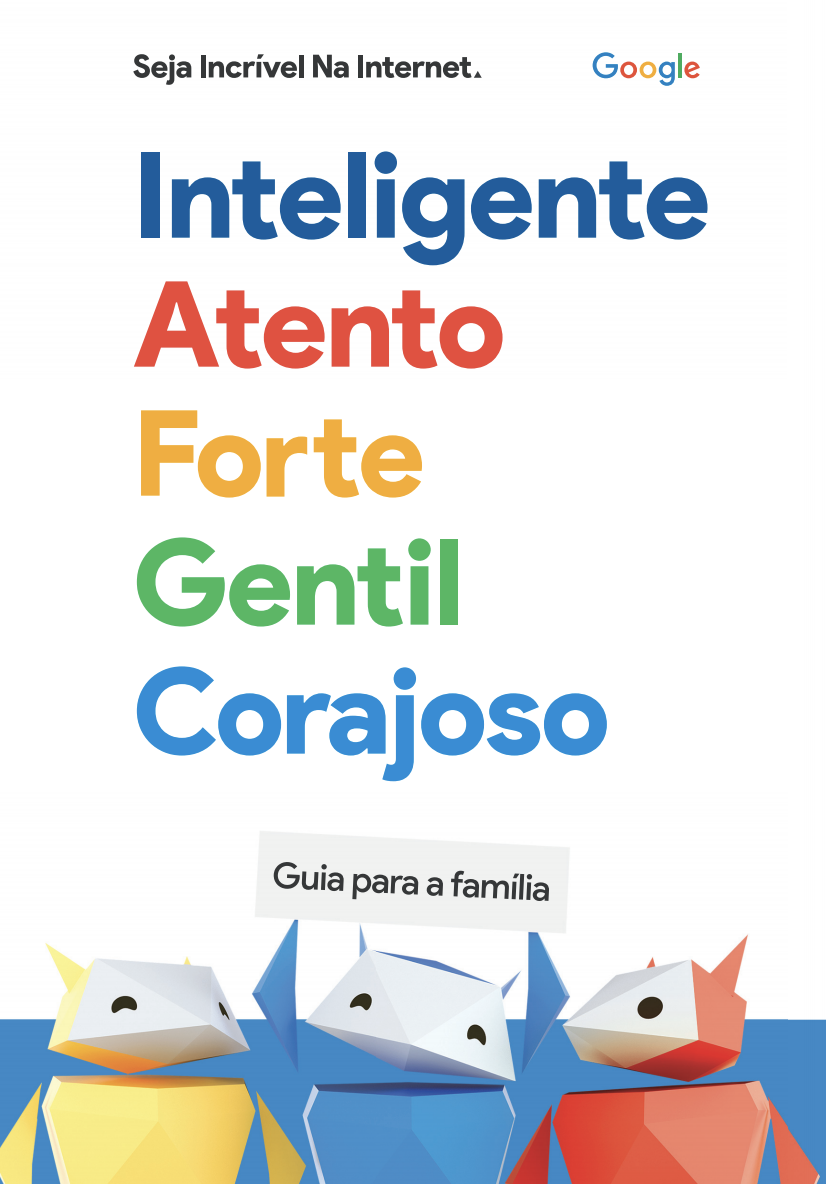 Seja Incrível Na Internet. Google
Inteligente
Atento
Forte
Gentil
Corajoso
Guia para a família